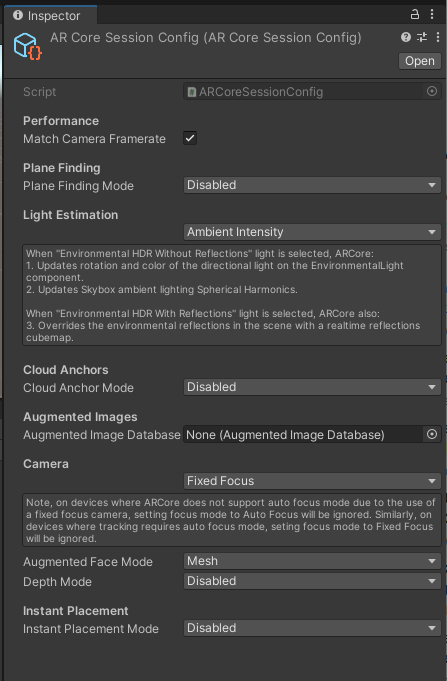 Inspector
AR Core Session Config (AR Core Session Config)
Open
Script ARCoreSessionConfig
Performance
Match Camera Framerate
Plane Finding
Plane Finding Mode Disabled
Light Estimation
Ambient Intensity
When "Environmental HDR Without Reflections" light is selected, ARCore:
1. Updates rotation and color of the directional light on the EnvironmentalLight
component.
2. Updates Skybox ambient lighting Spherical Harmonics.
When "Environmental HDR With Reflections" light is selected, ARCore also:
3. Overrides the environmental reflections in the scene with a realtime reflections
cubemap.
Cloud Anchors
Cloud Anchor Mode Disabled
Augmented Images
Augmented Image Database None (Augmented Image Database)
Camera
Fixed Focus
Note, on devices where ARCore does not support auto focus mode due to the use of
a fixed focus camera, setting focus mode to Auto Focus will be ignored. Similarly, on
devices where tracking requires auto focus mode, seting focus mode to Fixed Focus
will be ignored.
Augmented Face Mode Mesh
Depth Mode Disabled
Instant Placement
Instant Placement Mode Disabled